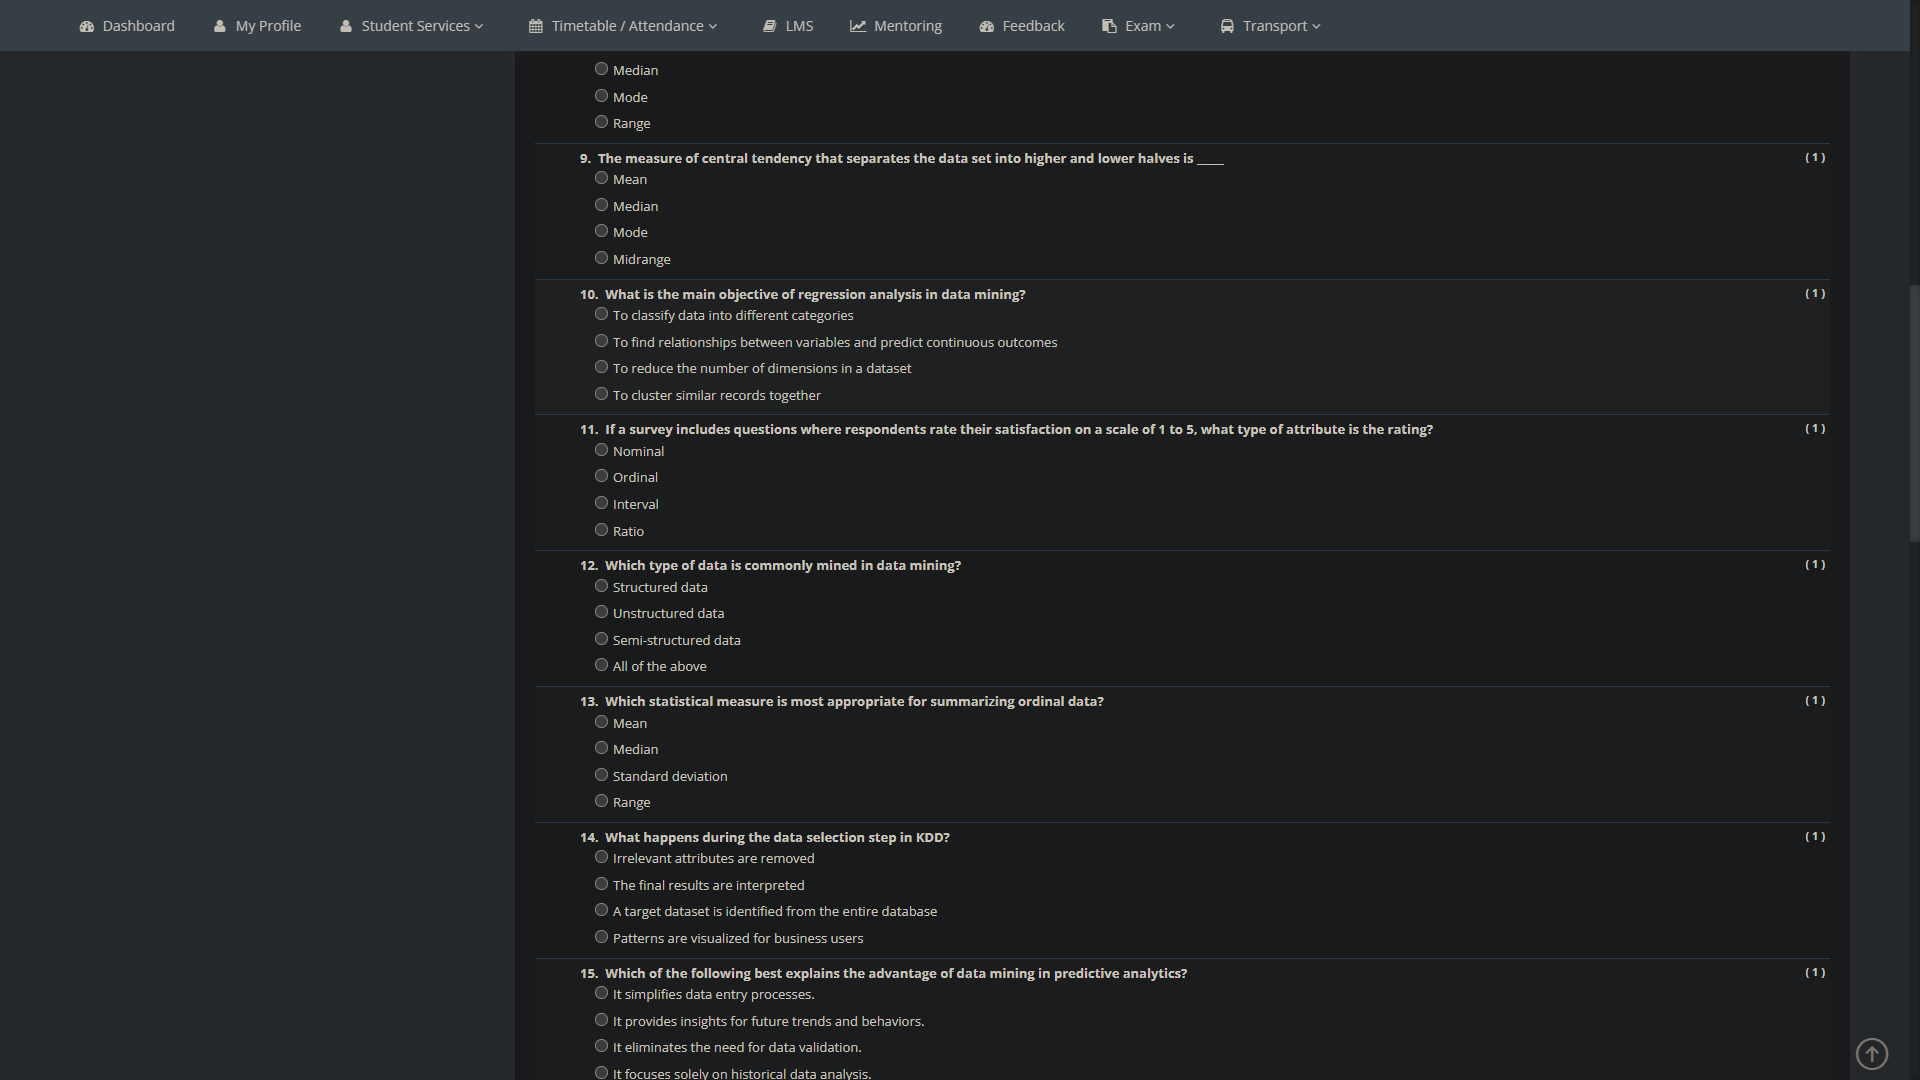 Dashboard My Profile Student Services Timetable / Attendance LMS Mentoring Feedback Exam Transport
Median
Mode
Range
9. The measure of central tendency that separates the data set into higher and lower halves is _____ ( 1 )
Mean
Median
Mode
Midrange
10. What is the main objective of regression analysis in data mining? ( 1 )
To classify data into different categories
To find relationships between variables and predict continuous outcomes
To reduce the number of dimensions in a dataset
To cluster similar records together
11. If a survey includes questions where respondents rate their satisfaction on a scale of 1 to 5, what type of attribute is the rating? ( 1 )
Nominal
Ordinal
Interval
Ratio
12. Which type of data is commonly mined in data mining? ( 1 )
Structured data
Unstructured data
Semi-structured data
All of the above
13. Which statistical measure is most appropriate for summarizing ordinal data? ( 1 )
Mean
Median
Standard deviation
Range
14. What happens during the data selection step in KDD? ( 1 )
Irrelevant attributes are removed
The final results are interpreted
A target dataset is identified from the entire database
Patterns are visualized for business users
15. Which of the following best explains the advantage of data mining in predictive analytics? ( 1 )
It simplifies data entry processes.
It provides insights for future trends and behaviors.
It eliminates the need for data validation.
It focuses solely on historical data analysis.